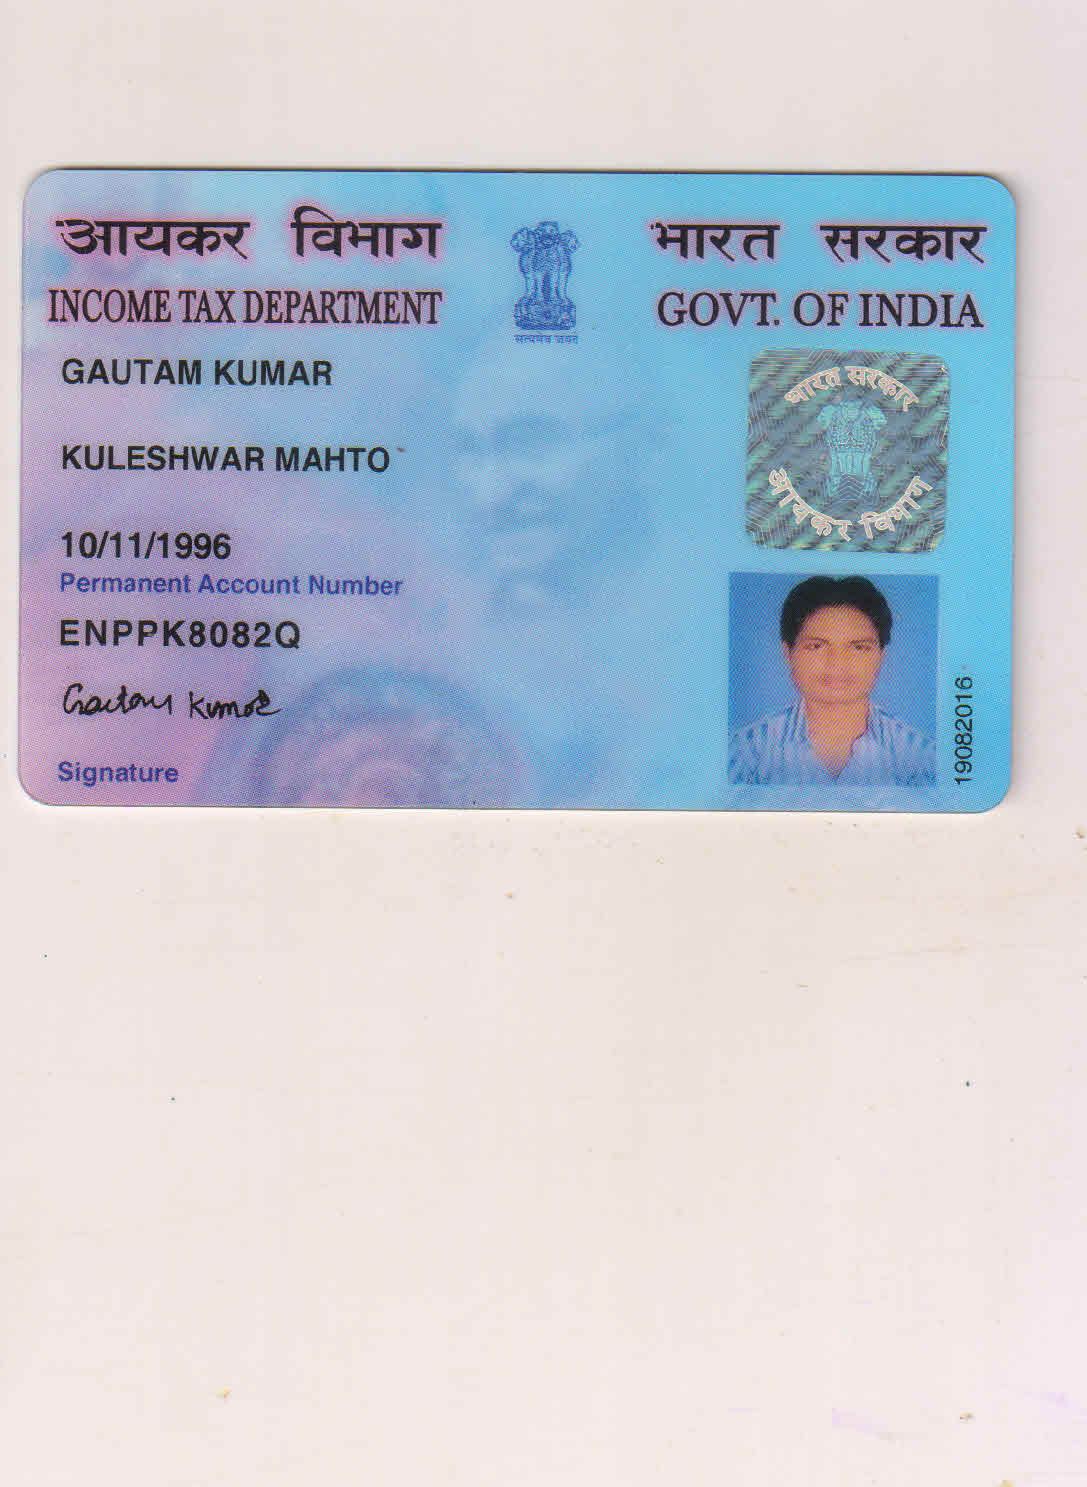 आयकर विभाग
INCOME TAX DEPARTMENT
सत्यमेव जयते
भारत सरकार
GOVT. OF INDIA
GAUTAM KUMAR
KULESHWAR MAHTO
10/11/1996
Permanent Account Number
ENPPK8082Q
Gautam Kumar
Signature
भारत सरकार
आयकर विभाग
19082016